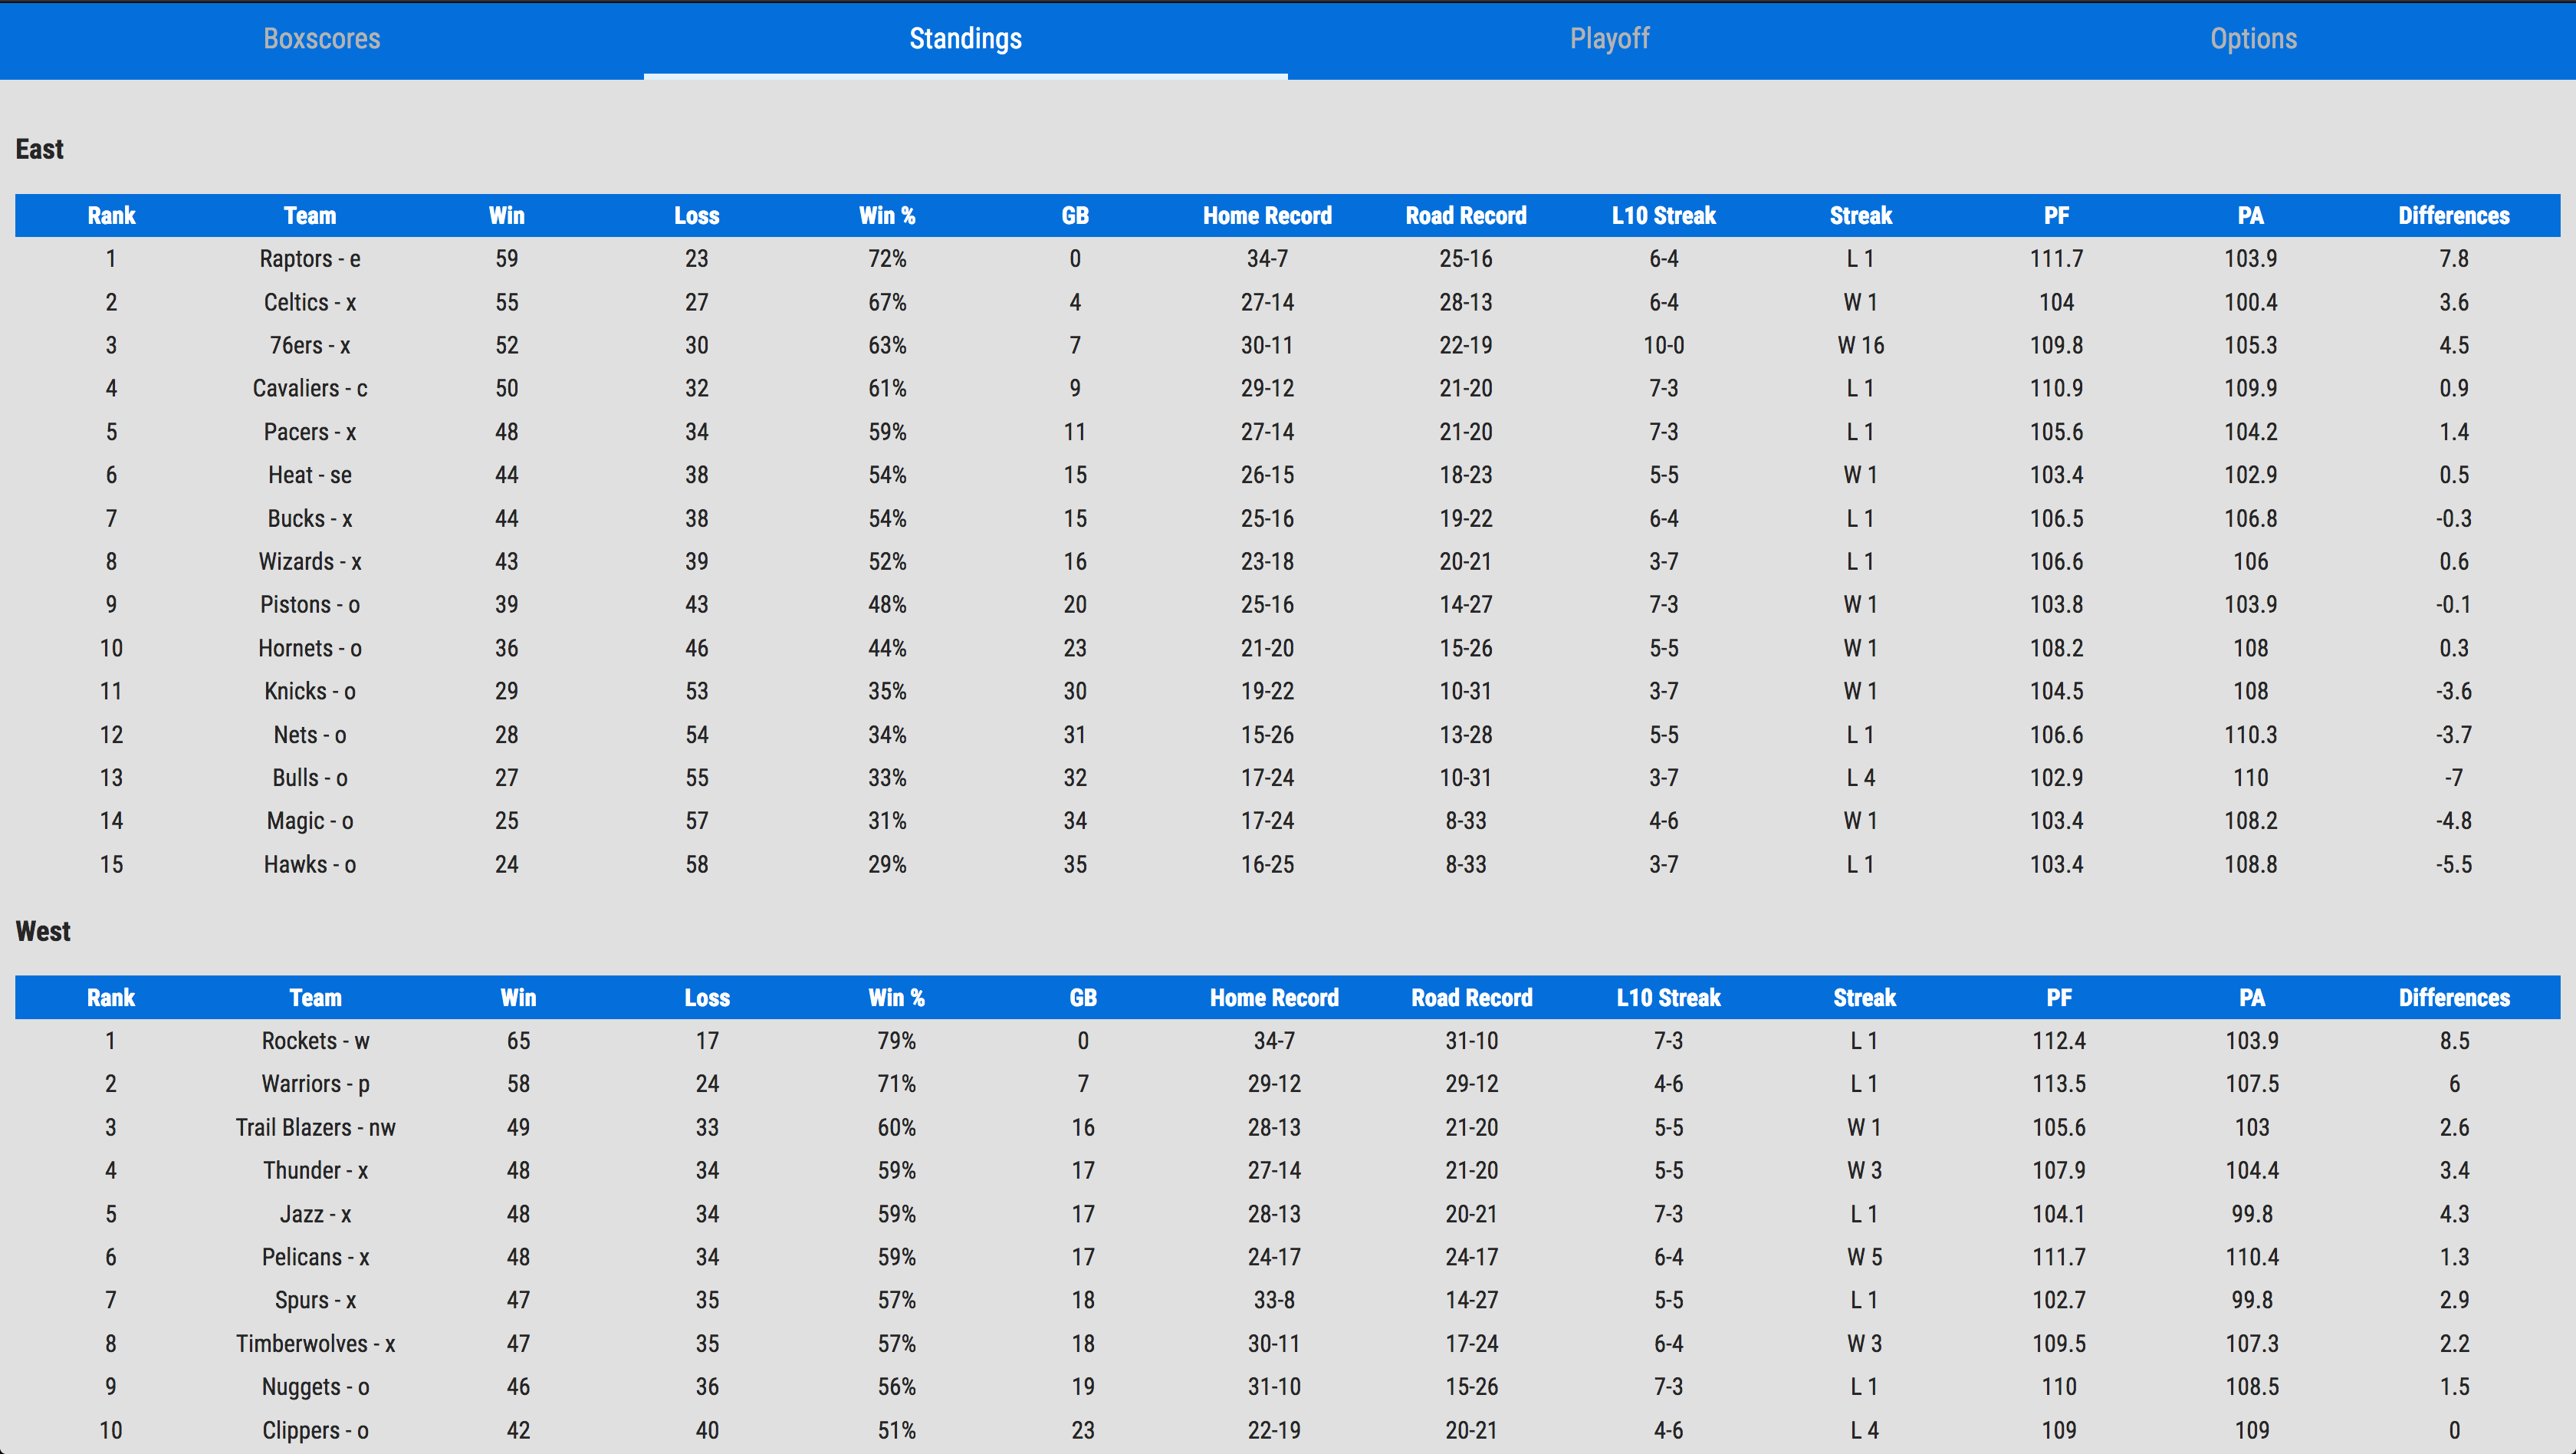 Boxscores Standings Playoff Options
East
Rank Team Win Loss Win % GB Home Record Road Record L10 Streak Streak PF PA Differences
1 Raptors - e 59 23 72% 0 34-7 25-16 6-4 L 1 111.7 103.9 7.8
2 Celtics - x 55 27 67% 4 27-14 28-13 6-4 W 1 104 100.4 3.6
3 76ers - x 52 30 63% 7 30-11 22-19 10-0 W 16 109.8 105.3 4.5
4 Cavaliers - c 50 32 61% 9 29-12 21-20 7-3 L 1 110.9 109.9 0.9
5 Pacers - x 48 34 59% 11 27-14 21-20 7-3 L 1 105.6 104.2 1.4
6 Heat - se 44 38 54% 15 26-15 18-23 5-5 W 1 103.4 102.9 0.5
7 Bucks - x 44 38 54% 15 25-16 19-22 6-4 L 1 106.5 106.8 -0.3
8 Wizards - x 43 39 52% 16 23-18 20-21 3-7 L 1 106.6 106 0.6
9 Pistons - o 39 43 48% 20 25-16 14-27 7-3 W 1 103.8 103.9 -0.1
10 Hornets - o 36 46 44% 23 21-20 15-26 5-5 W 1 108.2 108 0.3
11 Knicks - o 29 53 35% 30 19-22 10-31 3-7 W 1 104.5 108 -3.6
12 Nets - o 28 54 34% 31 15-26 13-28 5-5 L 1 106.6 110.3 -3.7
13 Bulls - o 27 55 33% 32 17-24 10-31 3-7 L 4 102.9 110 -7
14 Magic - o 25 57 31% 34 17-24 8-33 4-6 W 1 103.4 108.2 -4.8
15 Hawks - o 24 58 29% 35 16-25 8-33 3-7 L 1 103.4 108.8 -5.5
West
Rank Team Win Loss Win % GB Home Record Road Record L10 Streak Streak PF PA Differences
1 Rockets - w 65 17 79% 0 34-7 31-10 7-3 L 1 112.4 103.9 8.5
2 Warriors - p 58 24 71% 7 29-12 29-12 4-6 L 1 113.5 107.5 6
3 Trail Blazers - nw 49 33 60% 16 28-13 21-20 5-5 W 1 105.6 103 2.6
4 Thunder - x 48 34 59% 17 27-14 21-20 5-5 W 3 107.9 104.4 3.4
5 Jazz - x 48 34 59% 17 28-13 20-21 7-3 L 1 104.1 99.8 4.3
6 Pelicans - x 48 34 59% 17 24-17 24-17 6-4 W 5 111.7 110.4 1.3
7 Spurs - x 47 35 57% 18 33-8 14-27 5-5 L 1 102.7 99.8 2.9
8 Timberwolves - x 47 35 57% 18 30-11 17-24 6-4 W 3 109.5 107.3 2.2
9 Nuggets - o 46 36 56% 19 31-10 15-26 7-3 L 1 110 108.5 1.5
10 Clippers - o 42 40 51% 23 22-19 20-21 4-6 L 4 109 109 0